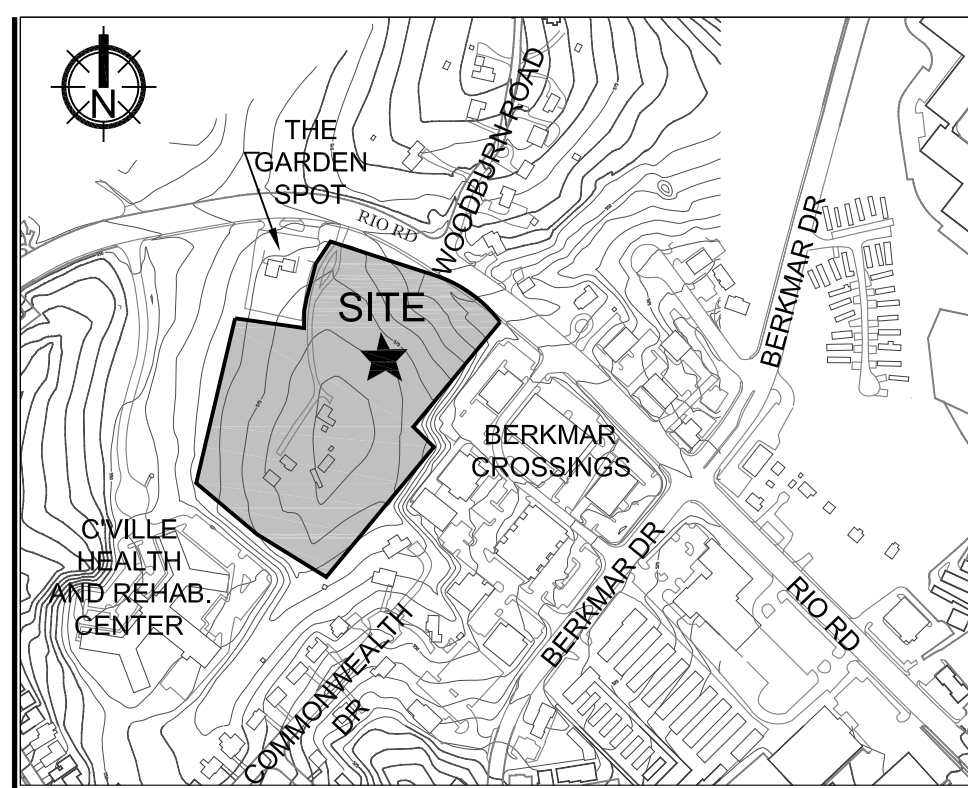 N
THE
GARDEN
SPOT
RIO RD
WOODBURN ROAD
BERKMAR DR
SITE
BERKMAR
CROSSINGS
C'VILLE
HEALTH
AND REHAB.
CENTER
COMMONWEALTH
DR
BERKMAR DR
RIO RD